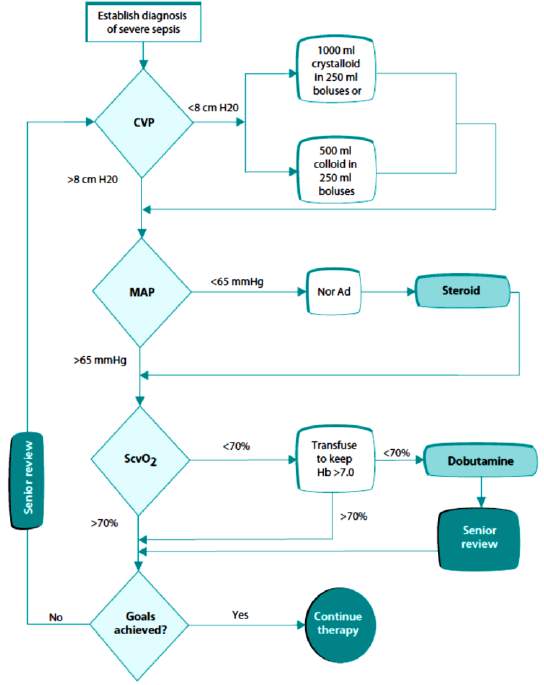 Establish diagnosis
of severe sepsis
CVP
<8 cm H20
1000 ml
crystalloid
in 250 ml
boluses or
500 ml
colloid in
250 ml
boluses
>8 cm H20
MAP
<65 mmHg
Nor Ad
Steroid
>65 mmHg
ScvO2
<70%
Transfuse
to keep
Hb >7.0
<70%
Dobutamine
>70%
>70%
Senior
review
Senior review
Goals
achieved?
No
Yes
Continue
therapy